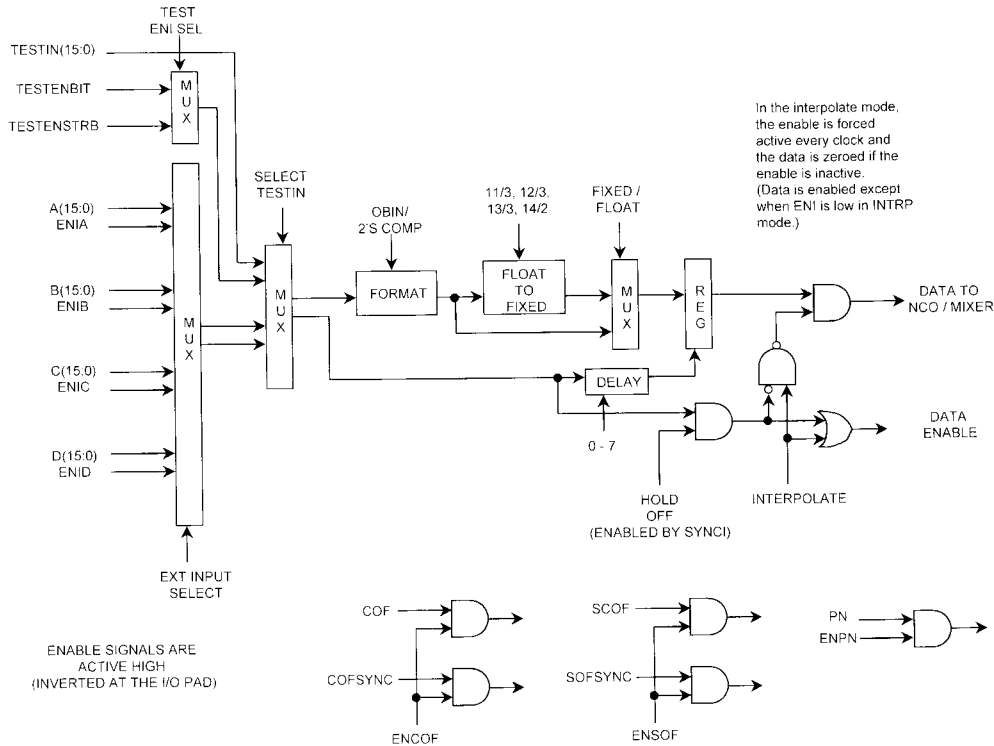 TEST
ENI SEL
TESTIN(15:0)
TESTENBIT
TESTENSTRB
MUX
A(15:0)
ENIA
B(15:0)
ENIB
C(15:0)
ENIC
D(15:0)
ENID
MUX
EXT INPUT
SELECT
SELECT
TESTIN
MUX
OBIN/
2'S COMP
FORMAT
11/3, 12/3,
13/3, 14/2
FLOAT
TO
FIXED
FIXED /
FLOAT
MUX
REG
DELAY
0 - 7
In the interpolate mode,
the enable is forced
active every clock and
the data is zeroed if the
enable is inactive.
(Data is enabled except
when ENI is low in INTRP
mode.)
DATA TO
NCO / MIXER
DATA
ENABLE
HOLD
OFF
(ENABLED BY SYNCI)
INTERPOLATE
ENABLE SIGNALS ARE
ACTIVE HIGH
(INVERTED AT THE I/O PAD)
COF
COFSYNC
ENCOF
SCOF
SOFSYNC
ENSOF
PN
ENPN